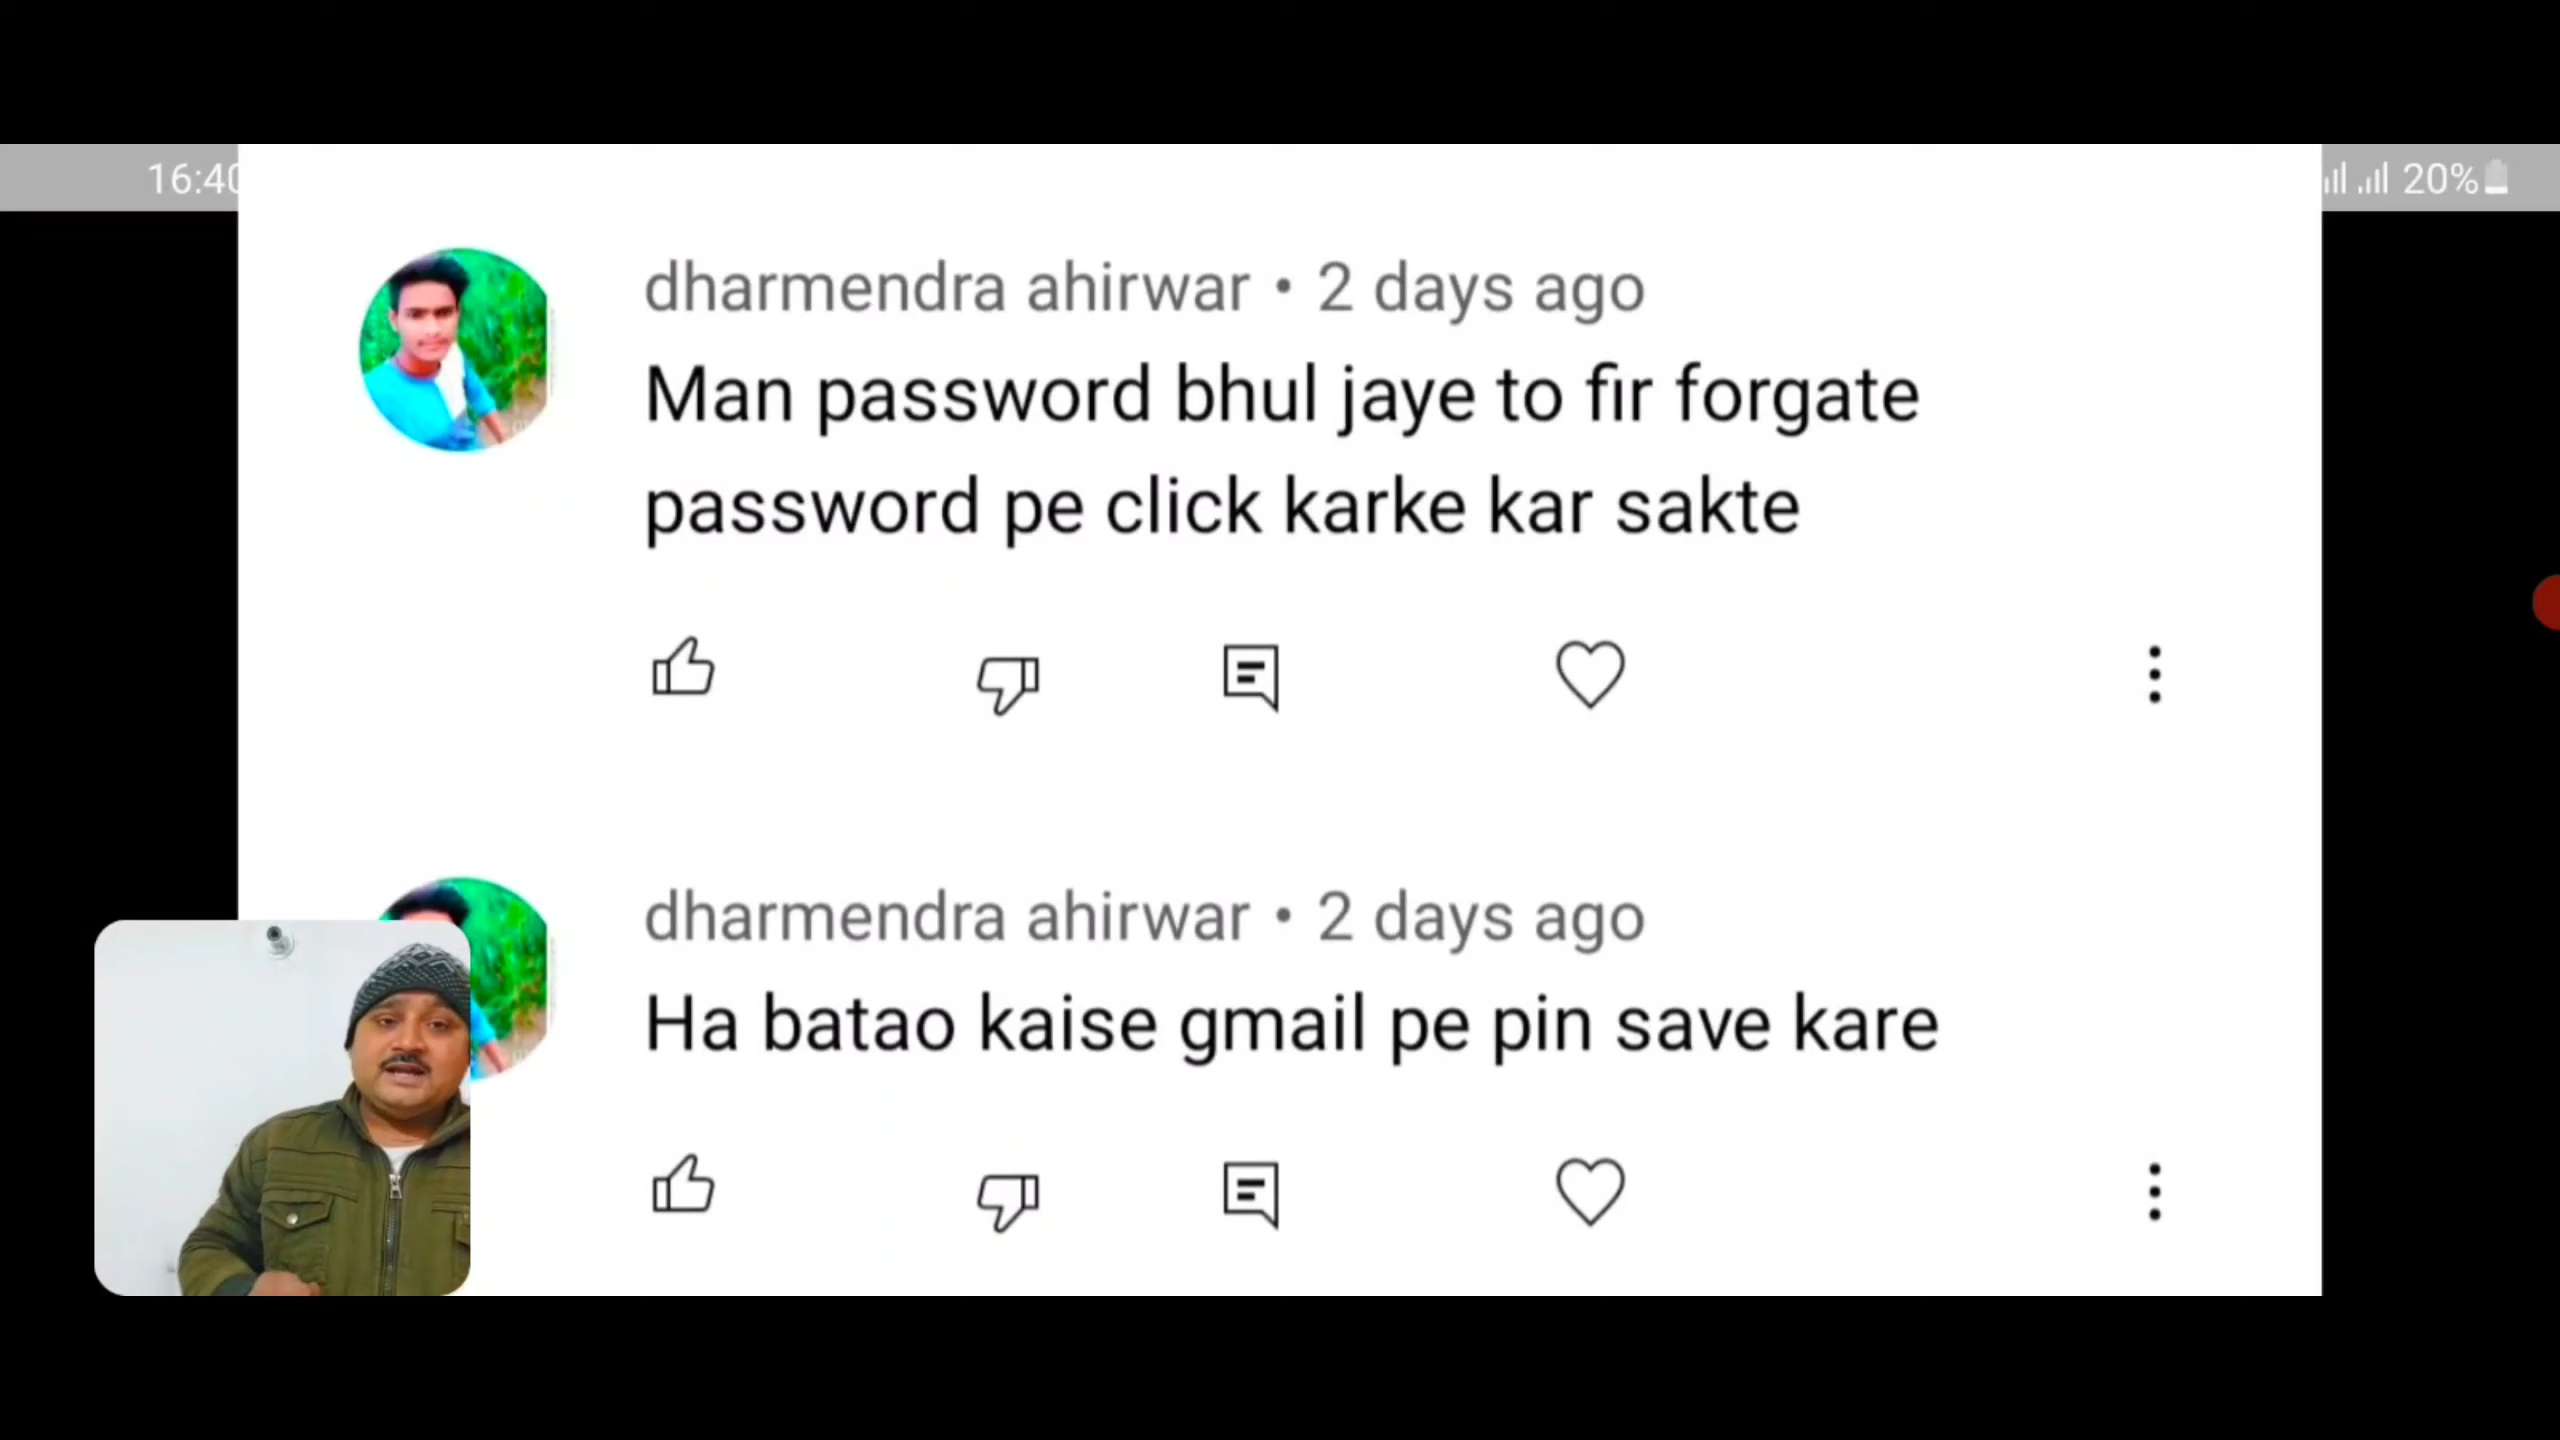 16:40
20%
dharmendra ahirwar • 2 days ago
Man password bhul jaye to fir forgate
password pe click karke kar sakte
dharmendra ahirwar • 2 days ago
Ha batao kaise gmail pe pin save kare